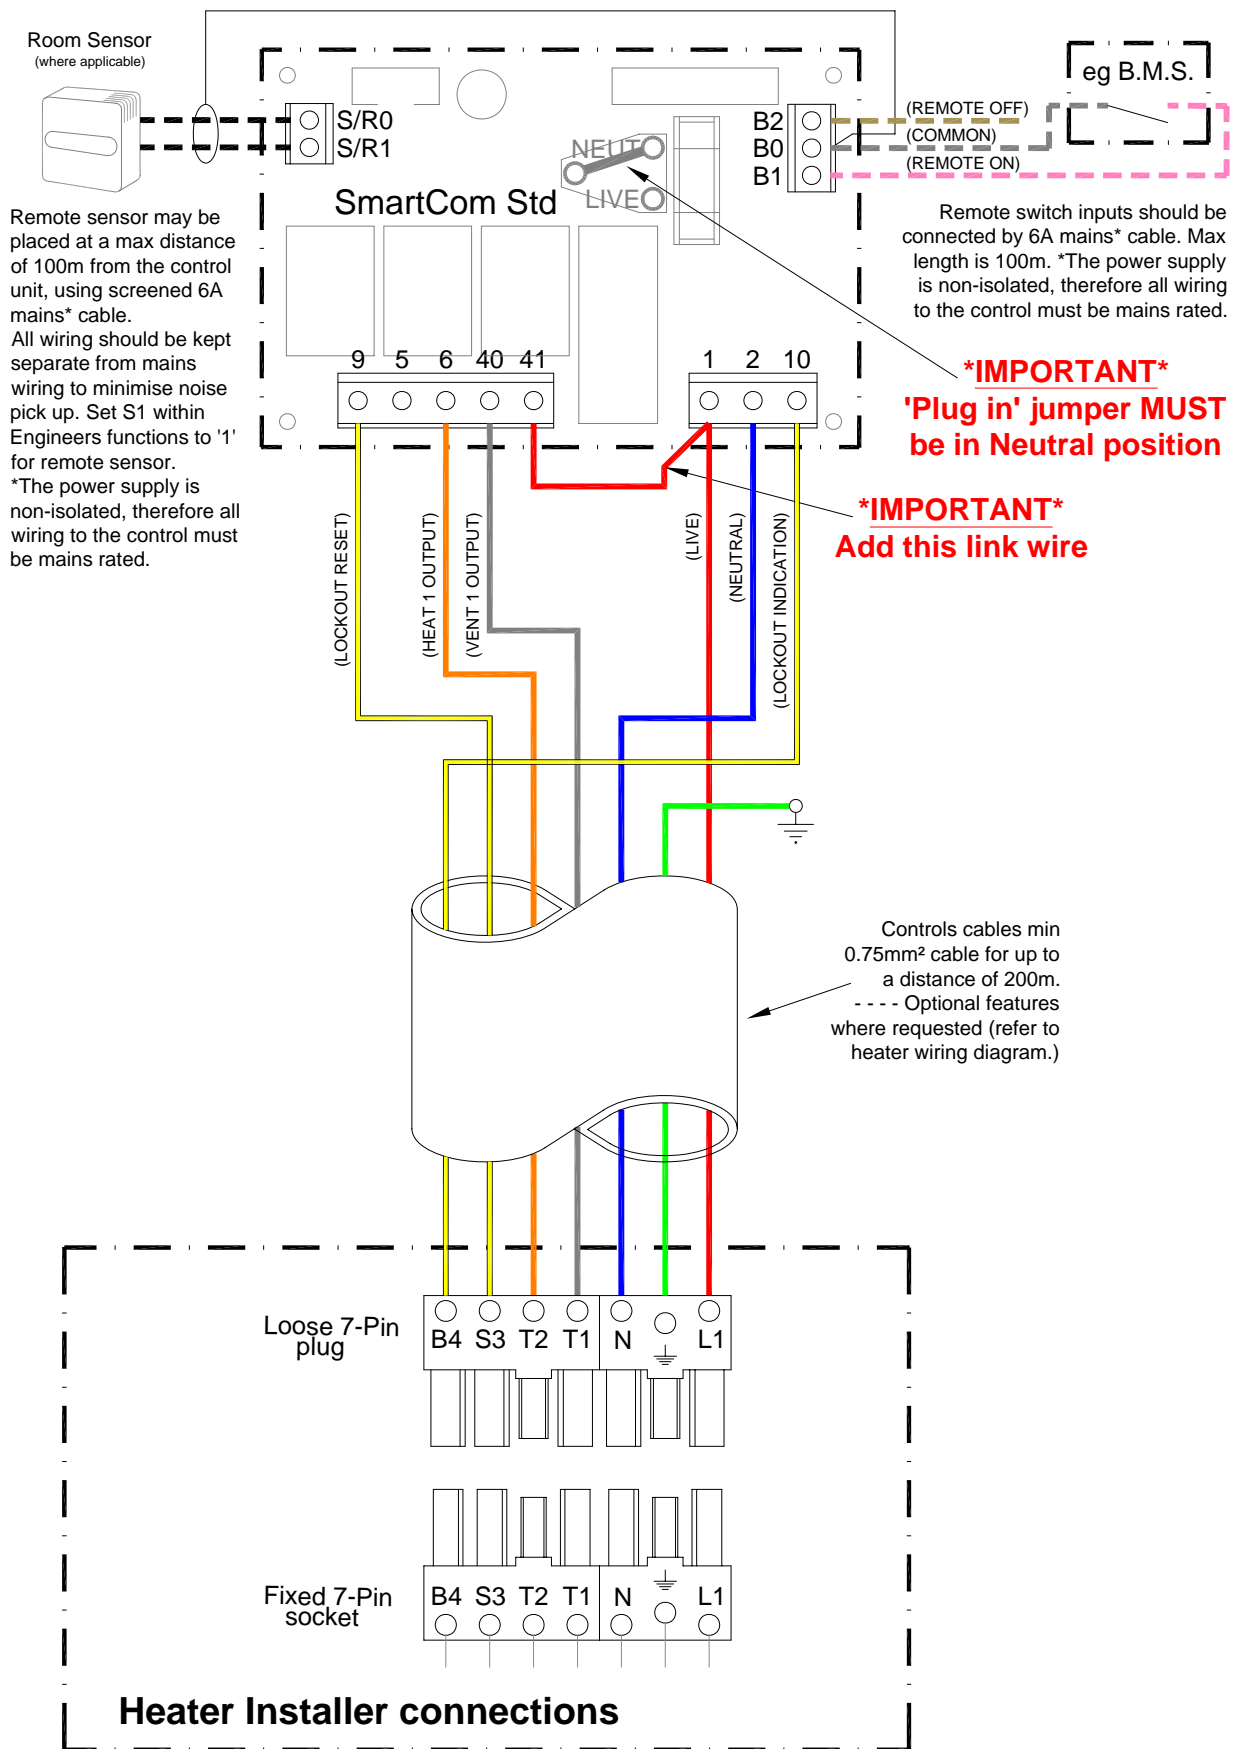 Room Sensor
(where applicable)
S/R0
S/R1
NEUT
LIVE
SmartCom Std
B2
B0
B1
(REMOTE OFF)
(COMMON)
(REMOTE ON)
eg B.M.S.
Remote sensor may be
placed at a max distance
of 100m from the control
unit, using screened 6A
mains* cable.
All wiring should be kept
separate from mains
wiring to minimise noise
pick up. Set S1 within
Engineers functions to '1'
for remote sensor.
*The power supply is
non-isolated, therefore all
wiring to the control must
be mains rated.
Remote switch inputs should be
connected by 6A mains* cable. Max
length is 100m. *The power supply
is non-isolated, therefore all wiring
to the control must be mains rated.
9 5 6 40 41
1 2 10
*IMPORTANT*
'Plug in' jumper MUST
be in Neutral position
*IMPORTANT*
Add this link wire
(LOCKOUT RESET)
(HEAT 1 OUTPUT)
(VENT 1 OUTPUT)
(LIVE)
(NEUTRAL)
(LOCKOUT INDICATION)
Controls cables min
0.75mm² cable for up to
a distance of 200m.
- - - - Optional features
where requested (refer to
heater wiring diagram.)
Loose 7-Pin
plug
B4 S3 T2 T1 N L1
Fixed 7-Pin
socket
B4 S3 T2 T1 N L1
Heater Installer connections